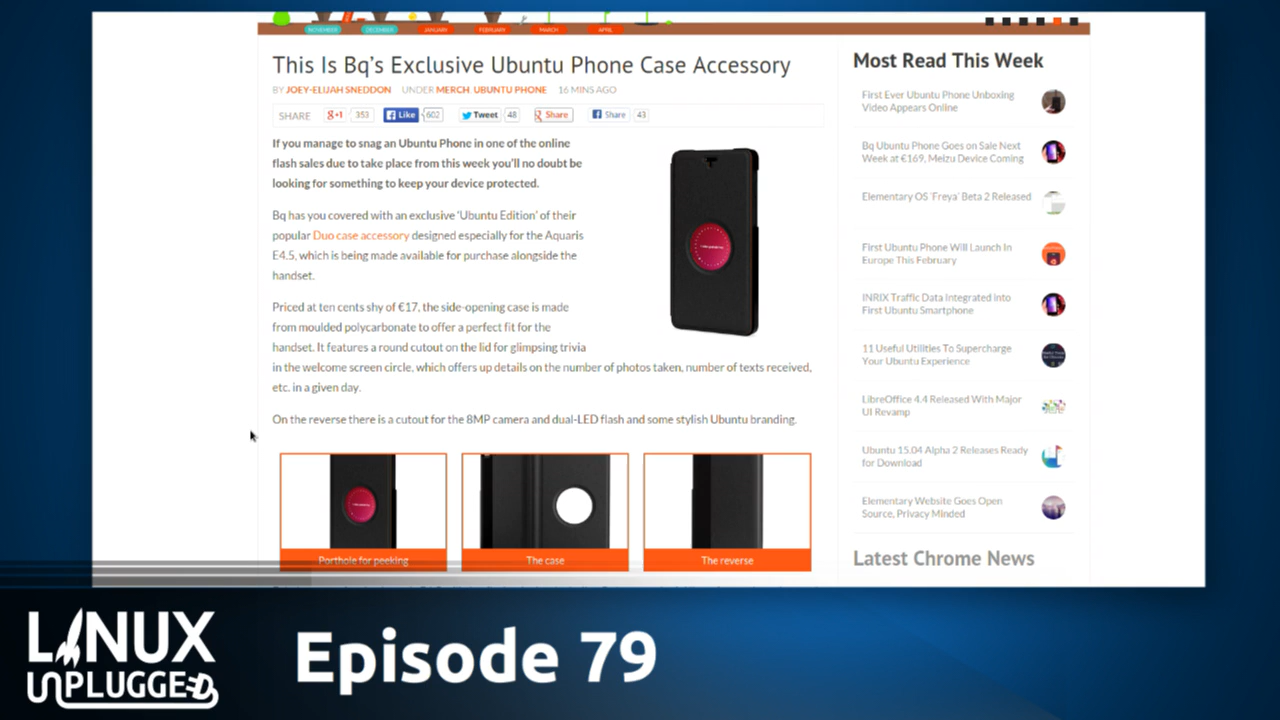 NOVEMBER DECEMBER JANUARY FEBRUARY MARCH APRIL
This Is Bq's Exclusive Ubuntu Phone Case Accessory
BY JOEY-ELIJAH SNEDDON UNDER MERCH UBUNTU PHONE 16 MINS AGO
SHARE g+1 353 Like 602 Tweet 48 Share Share 43
If you manage to snag an Ubuntu Phone in one of the online
flash sales due to take place from this week you'll no doubt be
looking for something to keep your device protected.
Bq has you covered with an exclusive 'Ubuntu Edition' of their
popular Duo case accessory designed especially for the Aquaris
E4.5, which is being made available for purchase alongside the
handset.
Priced at ten cents shy of €17, the side-opening case is made
from moulded polycarbonate to offer a perfect fit for the
handset. It features a round cutout on the lid for glimpsing trivia
in the welcome screen circle, which offers up details on the number of photos taken, number of texts received,
etc. in a given day.
On the reverse there is a cutout for the 8MP camera and dual-LED flash and some stylish Ubuntu branding.
Porthole for peeking
The case
The reverse
Most Read This Week
First Ever Ubuntu Phone Unboxing
Video Appears Online
Bq Ubuntu Phone Goes on Sale Next
Week at €169, Meizu Device Coming
Elementary OS 'Freya' Beta 2 Released
First Ubuntu Phone Will Launch In
Europe This February
INRIX Traffic Data Integrated into
First Ubuntu Smartphone
11 Useful Utilities To Supercharge
Your Ubuntu Experience
LibreOffice 4.4 Released With Major
UI Revamp
Ubuntu 15.04 Alpha 2 Releases Ready
for Download
Elementary Website Goes Open
Source, Privacy Minded
Latest Chrome News
LINUX
UNPLUGGED
Episode 79